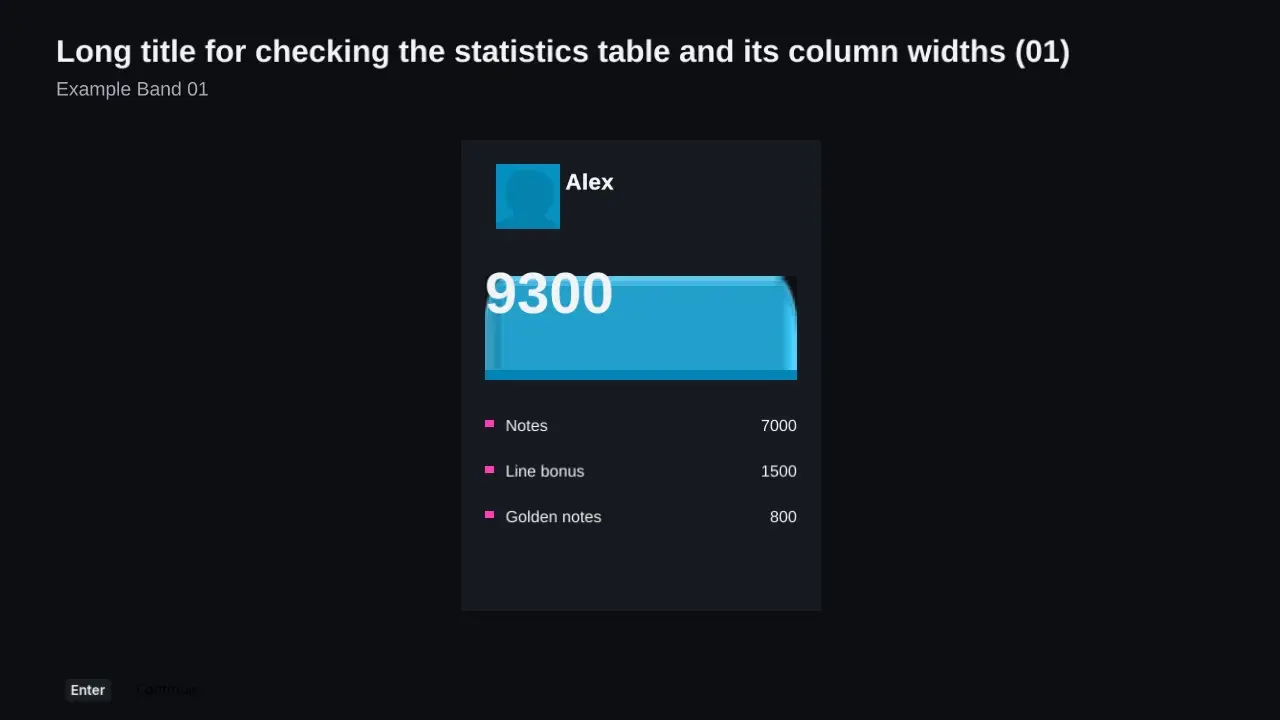 Long title for checking the statistics table and its column widths (01)
Example Band 01
Alex
9300
Notes 7000
Line bonus 1500
Golden notes 800
Enter Continue